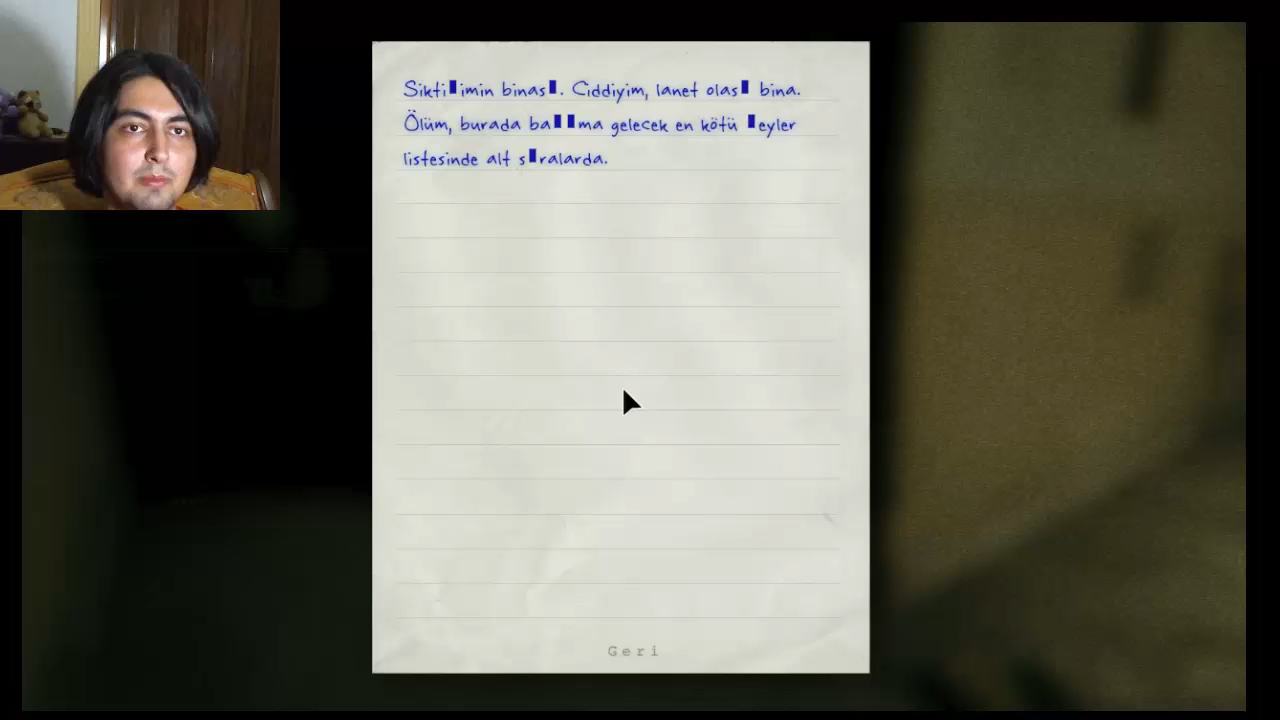 Sikti▮imin binas▮. Ciddiyim, lanet olas▮ bina.
Ölüm, burada ba▮▮ma gelecek en kötü ▮eyler
listesinde alt s▮ralarda.
Geri